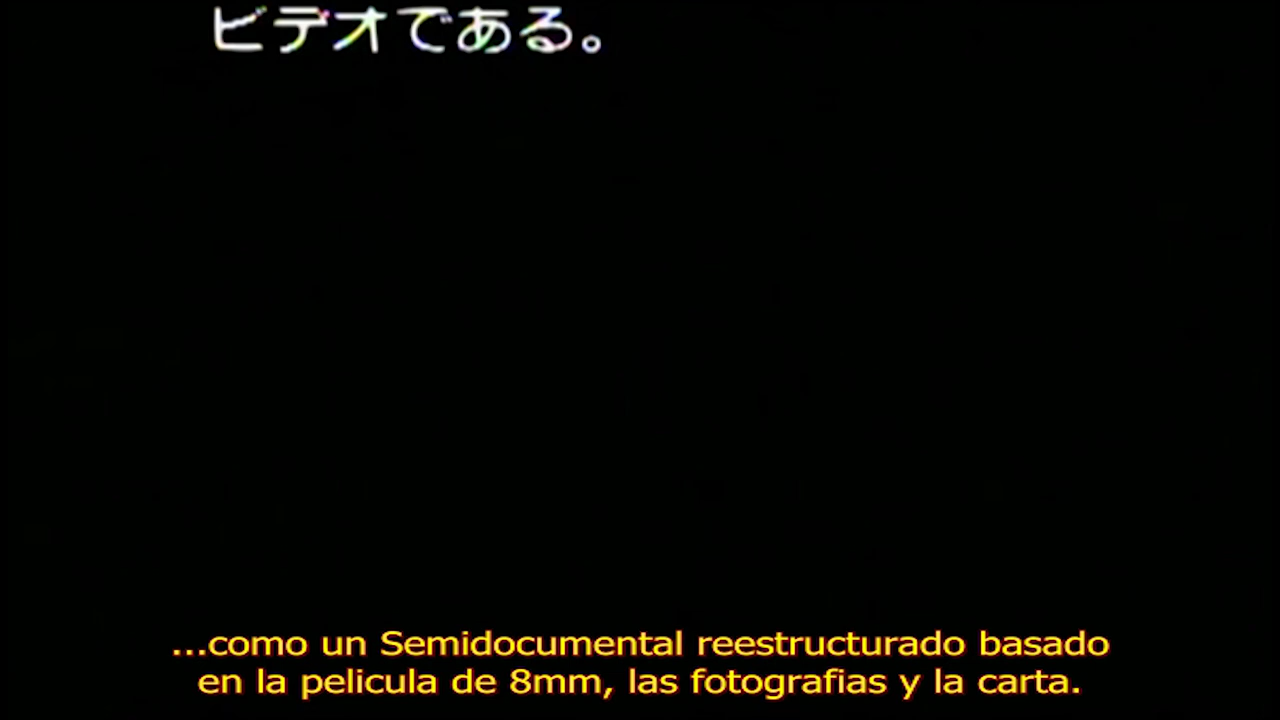 ビデオである。
...como un Semidocumental reestructurado basado
en la pelicula de 8mm, las fotografias y la carta.